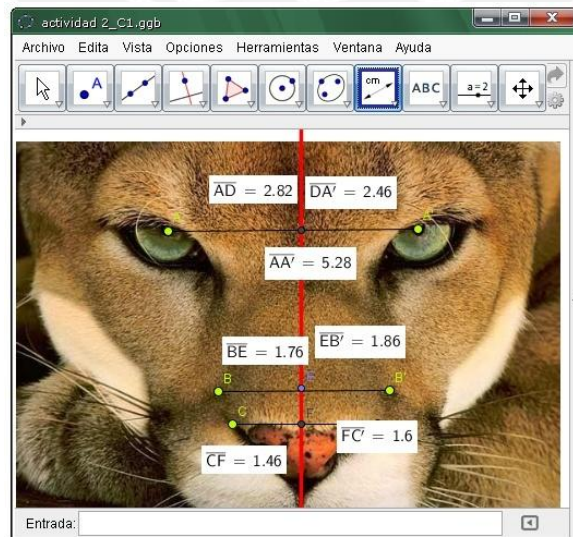 actividad 2_C1.ggb
Archivo Edita Vista Opciones Herramientas Ventana Ayuda
A cm ABC a=2
AD = 2.82 DA′ = 2.46
A A′
AA′ = 5.28
EB′ = 1.86
BE = 1.76
B B′
C
FC′ = 1.6
CF = 1.46
Entrada: